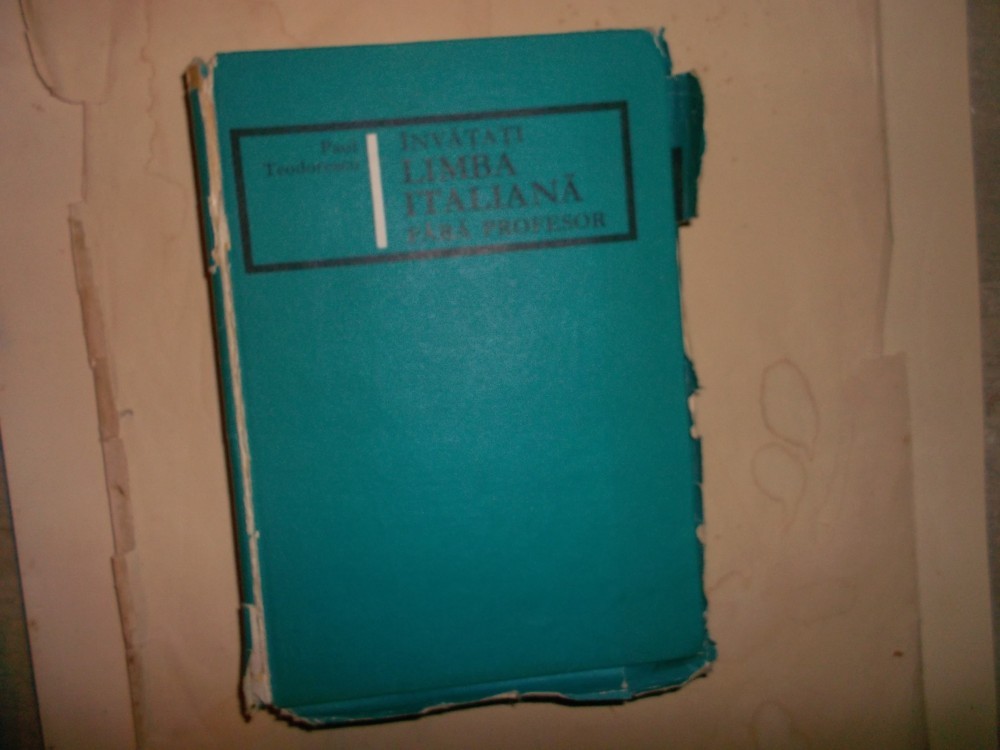 Paul
Teodorescu
ÎNVĂȚAȚI
LIMBA
ITALIANĂ
FĂRĂ PROFESOR